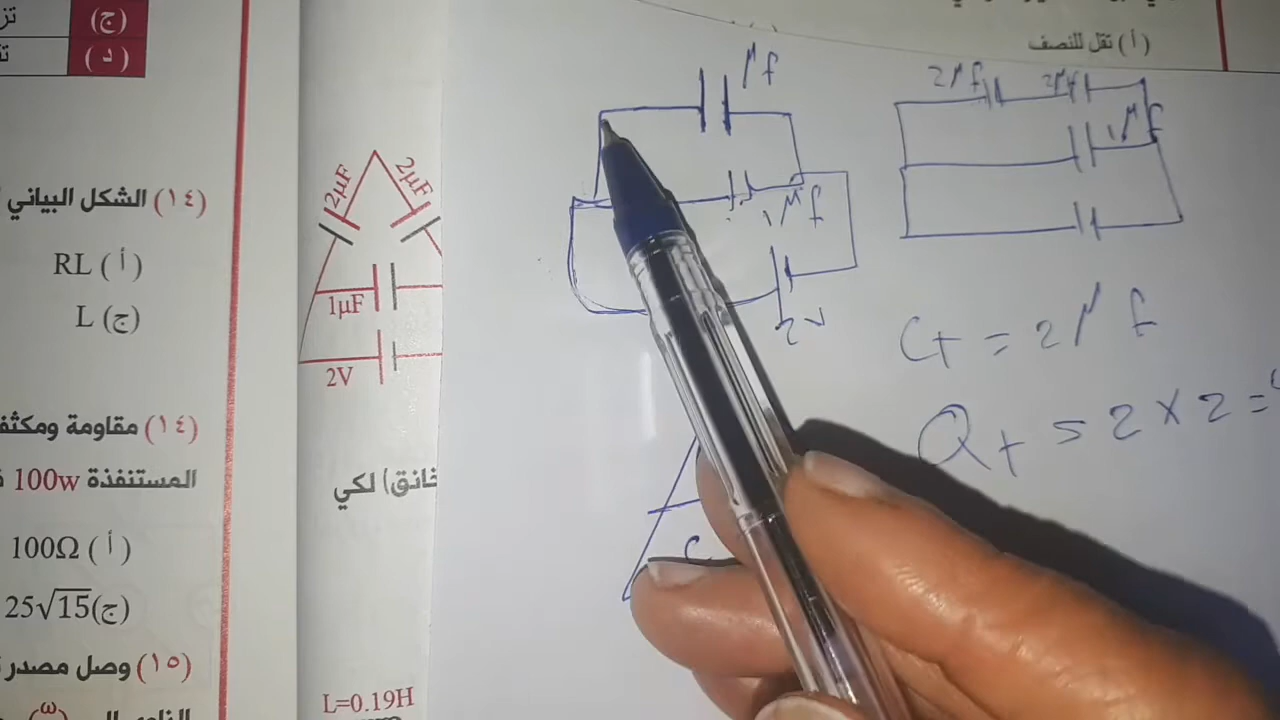 (ج)
(د)
(أ) تقل للنصف
2μF
2μF
1μF
2V
(١٤) الشكل البياني
(أ) RL
(ج) L
(١٤) مقاومة ومكثف
المستنفذة 100w
(أ) 100Ω
(ج) 25√15
(١٥) وصل مصدر
خانق) لكي
L=0.19H
1μf
1μf
2V
2μf
2μf
1μf
Ct = 2μf
Qt = 2 × 2 =